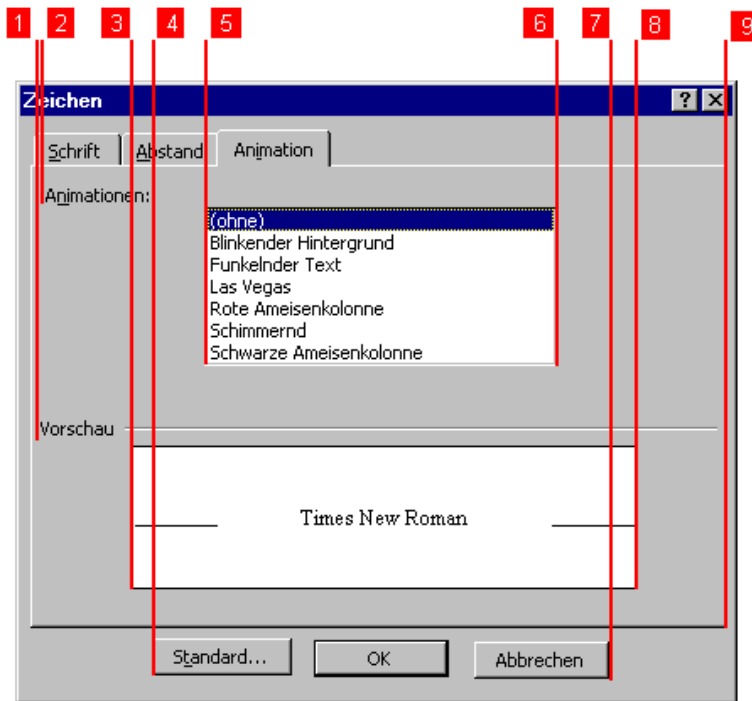 1 2 3 4 5 6 7 8 9
Zeichen
Schrift Abstand Animation
Animationen:
(ohne)
Blinkender Hintergrund
Funkelnder Text
Las Vegas
Rote Ameisenkolonne
Schimmernd
Schwarze Ameisenkolonne
Vorschau
Times New Roman
Standard... OK Abbrechen